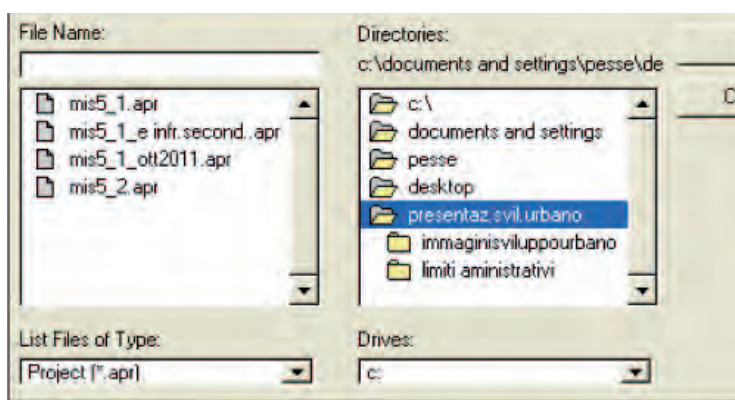 File Name:
mis5_1.apr
mis5_1_e infr.second..apr
mis5_1_ott2011.apr
mis5_2.apr
List Files of Type:
Project (*.apr)
Directories:
c:\documents and settings\pesse\de
c:\
documents and settings
pesse
desktop
presentaz.svil.urbano
immaginisviluppourbano
limiti aministrativi
Drives:
c: